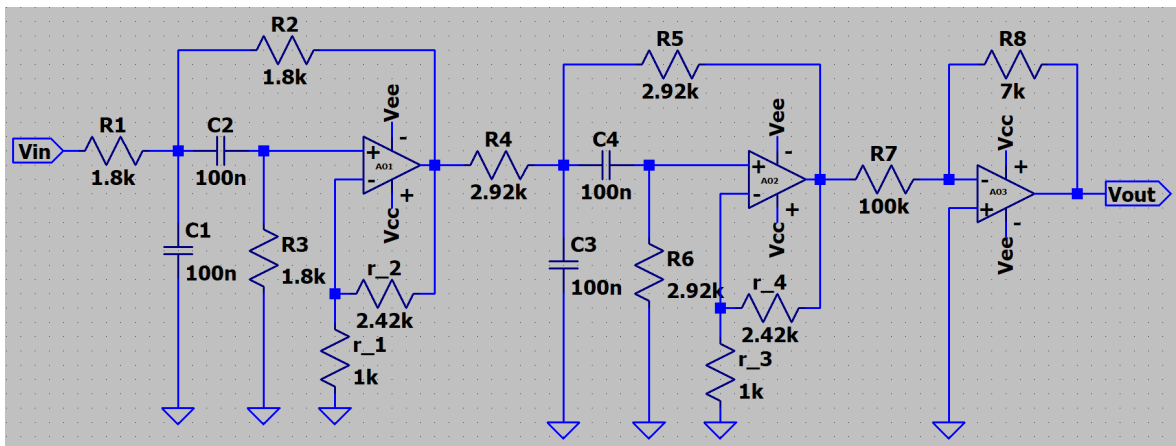 R2
1.8k
R5
2.92k
R8
7k
Vin
R1
1.8k
C2
100n
Vee
-
+
-
A01
+
Vcc
R4
2.92k
C4
100n
Vee
-
+
-
A02
+
Vcc
R7
100k
Vcc
+
-
+
A03
-
Vee
Vout
C1
100n
R3
1.8k
r_2
2.42k
r_1
1k
C3
100n
R6
2.92k
r_4
2.42k
r_3
1k